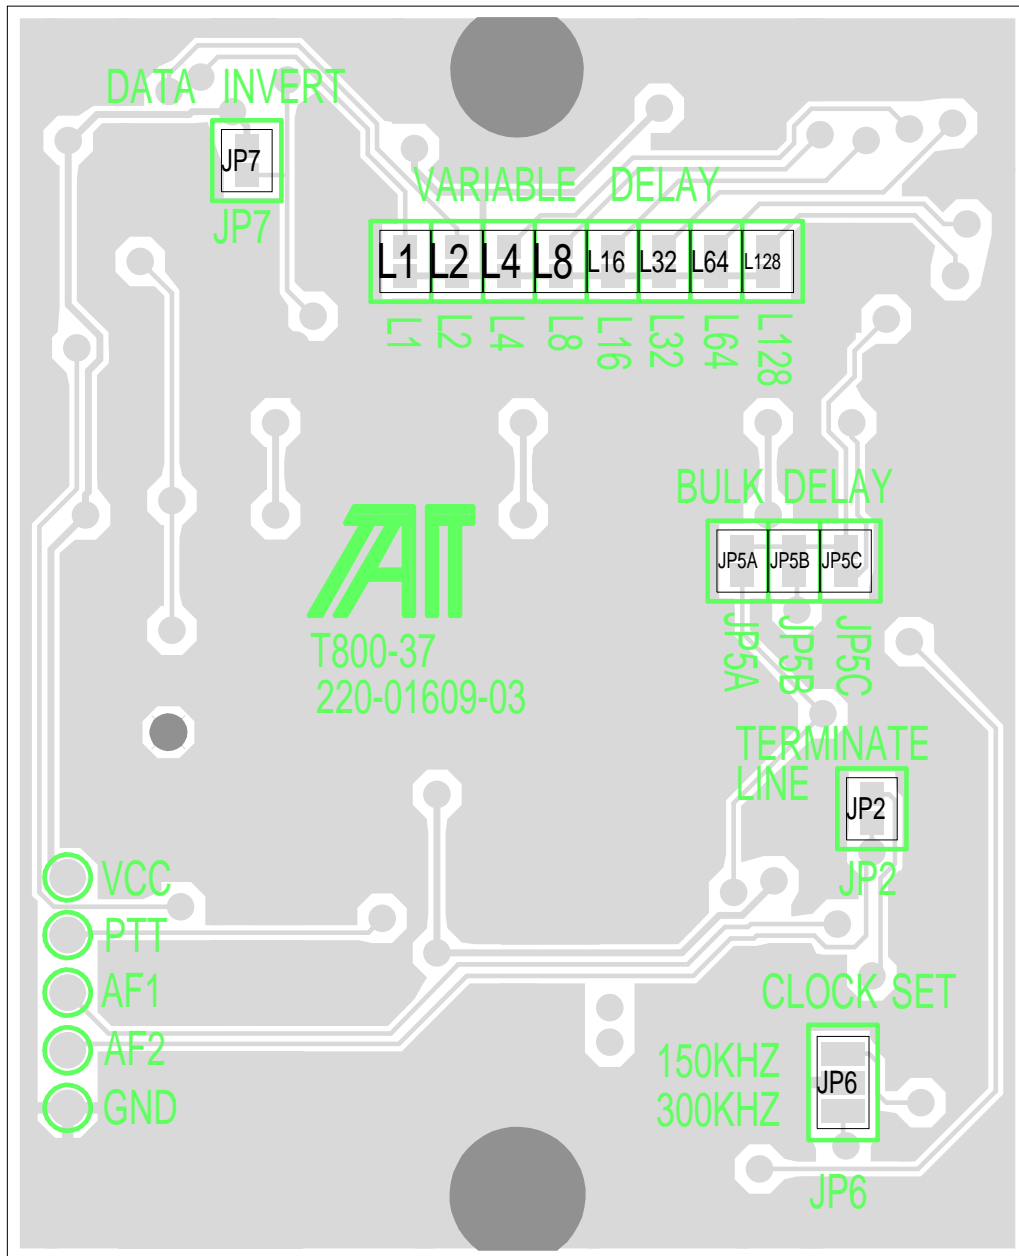 DATA INVERT
JP7
JP7
VARIABLE DELAY
L1 L2 L4 L8 L16 L32 L64 L128
L1 L2 L4 L8 L16 L32 L64 L128
BULK DELAY
JP5A JP5B JP5C
JP5A JP5B JP5C
TAIT
T800-37
220-01609-03
TERMINATE
LINE
JP2
JP2
VCC
PTT
AF1
AF2
GND
CLOCK SET
150KHZ
300KHZ
JP6
JP6